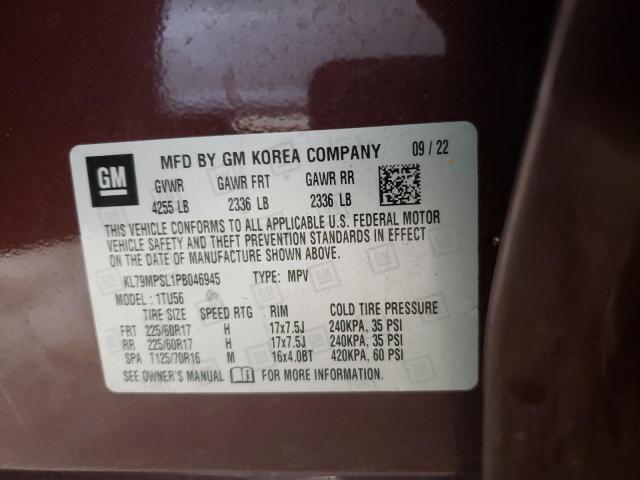 GM
MFD BY GM KOREA COMPANY 09 / 22
GVWR GAWR FRT GAWR RR
4255 LB 2336 LB 2336 LB
THIS VEHICLE CONFORMS TO ALL APPLICABLE U.S. FEDERAL MOTOR
VEHICLE SAFETY AND THEFT PREVENTION STANDARDS IN EFFECT
ON THE DATE OF MANUFACTURE SHOWN ABOVE.
KL79MPSL1PB046945 TYPE: MPV
MODEL: 1TU56
TIRE SIZE SPEED RTG RIM COLD TIRE PRESSURE
FRT 225/60R17 H 17x7.5J 240KPA, 35 PSI
RR 225/60R17 H 17x7.5J 240KPA, 35 PSI
SPA T125/70R16 M 16x4.0BT 420KPA, 60 PSI
SEE OWNER'S MANUAL FOR MORE INFORMATION.